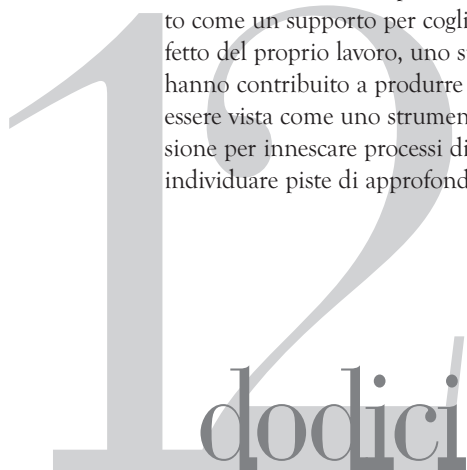 to come un supporto per cogli
fetto del proprio lavoro, uno s
hanno contribuito a produrre
essere vista come uno strumen
sione per innescare processi di
individuare piste di approfond
12
dodici